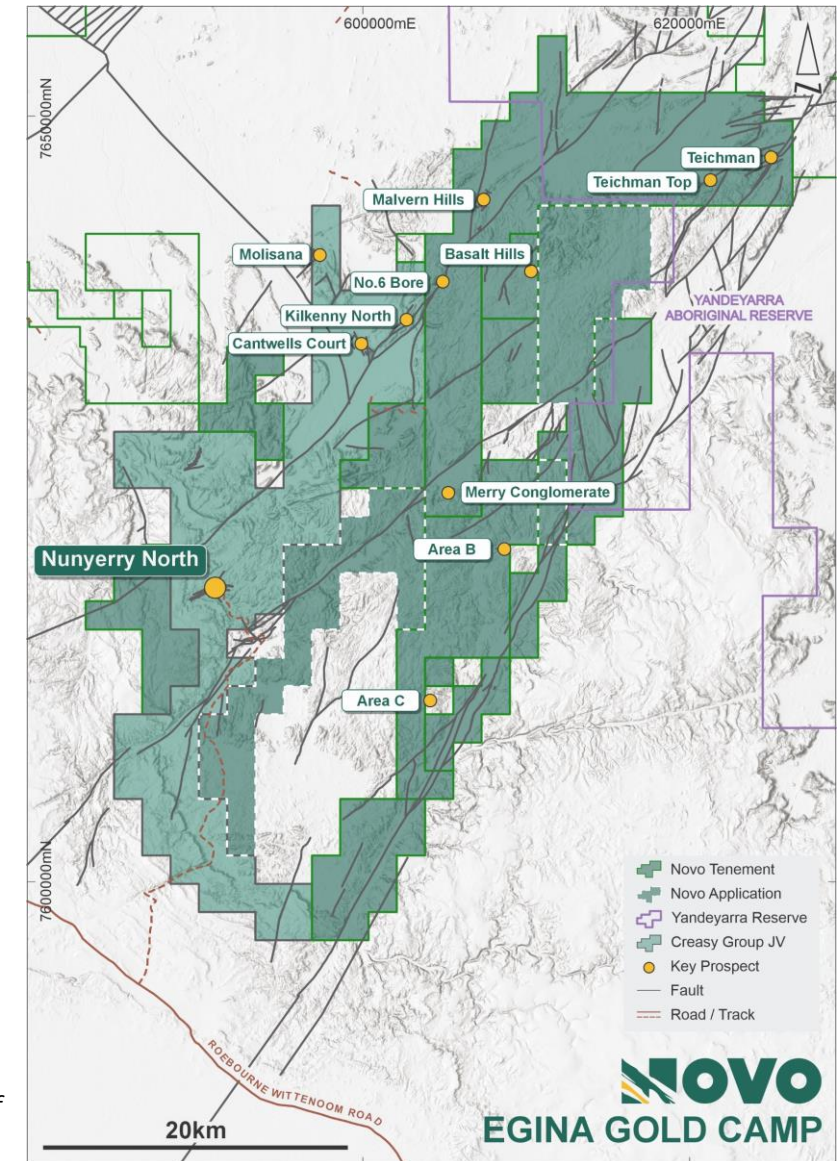 600000mE
620000mE
7650000mN
Z
Teichman
Teichman Top
Malvern Hills
Molisana
Basalt Hills
No.6 Bore
YANDEYARRA
ABORIGINAL RESERVE
Kilkenny North
Cantwells Court
Merry Conglomerate
Area B
Nunyerry North
Area C
7600000mN
Novo Tenement
Novo Application
Yandeyarra Reserve
Creasy Group JV
Key Prospect
Fault
Road / Track
ROEBOURNE WITTENOOM ROAD
f
20km
NOVO
EGINA GOLD CAMP